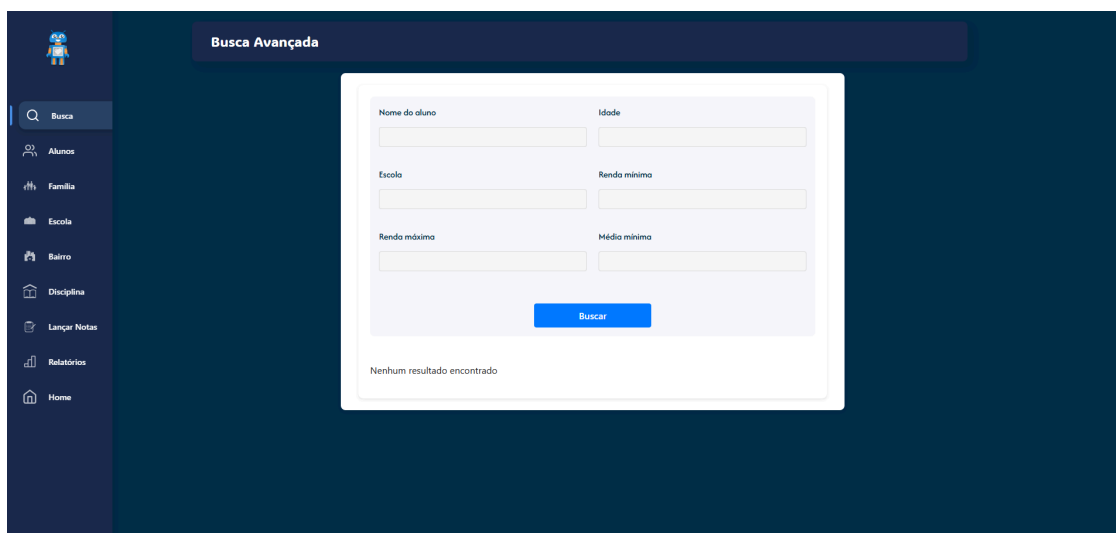 Busca Avançada
Busca
Alunos
Família
Escola
Bairro
Disciplina
Lançar Notas
Relatórios
Home
Nome do aluno
Idade
Escola
Renda mínima
Renda máxima
Média mínima
Buscar
Nenhum resultado encontrado